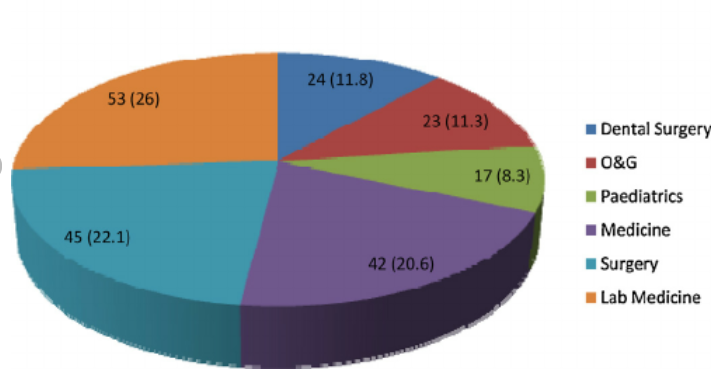 24 (11.8)
53 (26)
23 (11.3)
17 (8.3)
45 (22.1)
42 (20.6)
Dental Surgery
O&G
Paediatrics
Medicine
Surgery
Lab Medicine